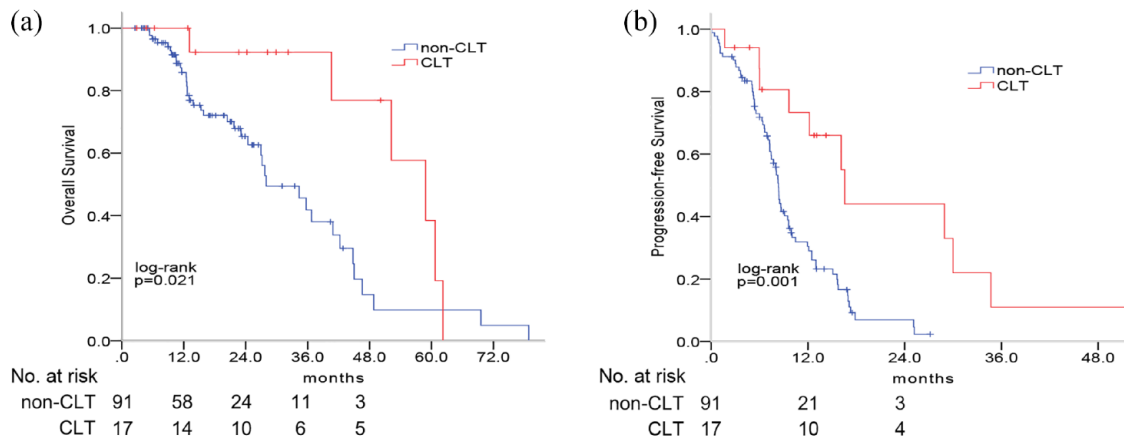 (a)
1.0
0.8
0.6
0.4
0.2
0.0
Overall Survival
non-CLT
CLT
log-rank
p=0.021
.0 12.0 24.0 36.0 48.0 60.0 72.0
months
No. at risk
non-CLT 91 58 24 11 3
CLT 17 14 10 6 5
(b)
1.0
0.8
0.6
0.4
0.2
0.0
Progression-free Survival
non-CLT
CLT
log-rank
p=0.001
.0 12.0 24.0 36.0 48.0
months
No. at risk
non-CLT 91 21 3
CLT 17 10 4